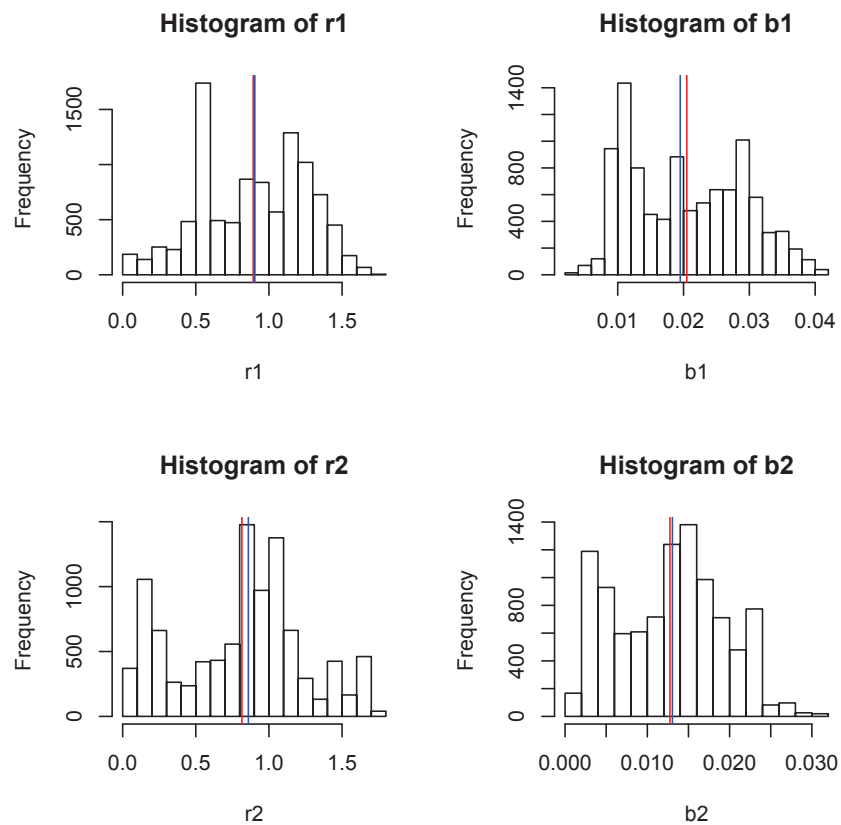 Histogram of r1
Frequency
0 500 1500
0.0 0.5 1.0 1.5
r1
Histogram of b1
Frequency
0 400 800 1400
0.01 0.02 0.03 0.04
b1
Histogram of r2
Frequency
0 500 1000
0.0 0.5 1.0 1.5
r2
Histogram of b2
Frequency
0 400 800 1400
0.000 0.010 0.020 0.030
b2